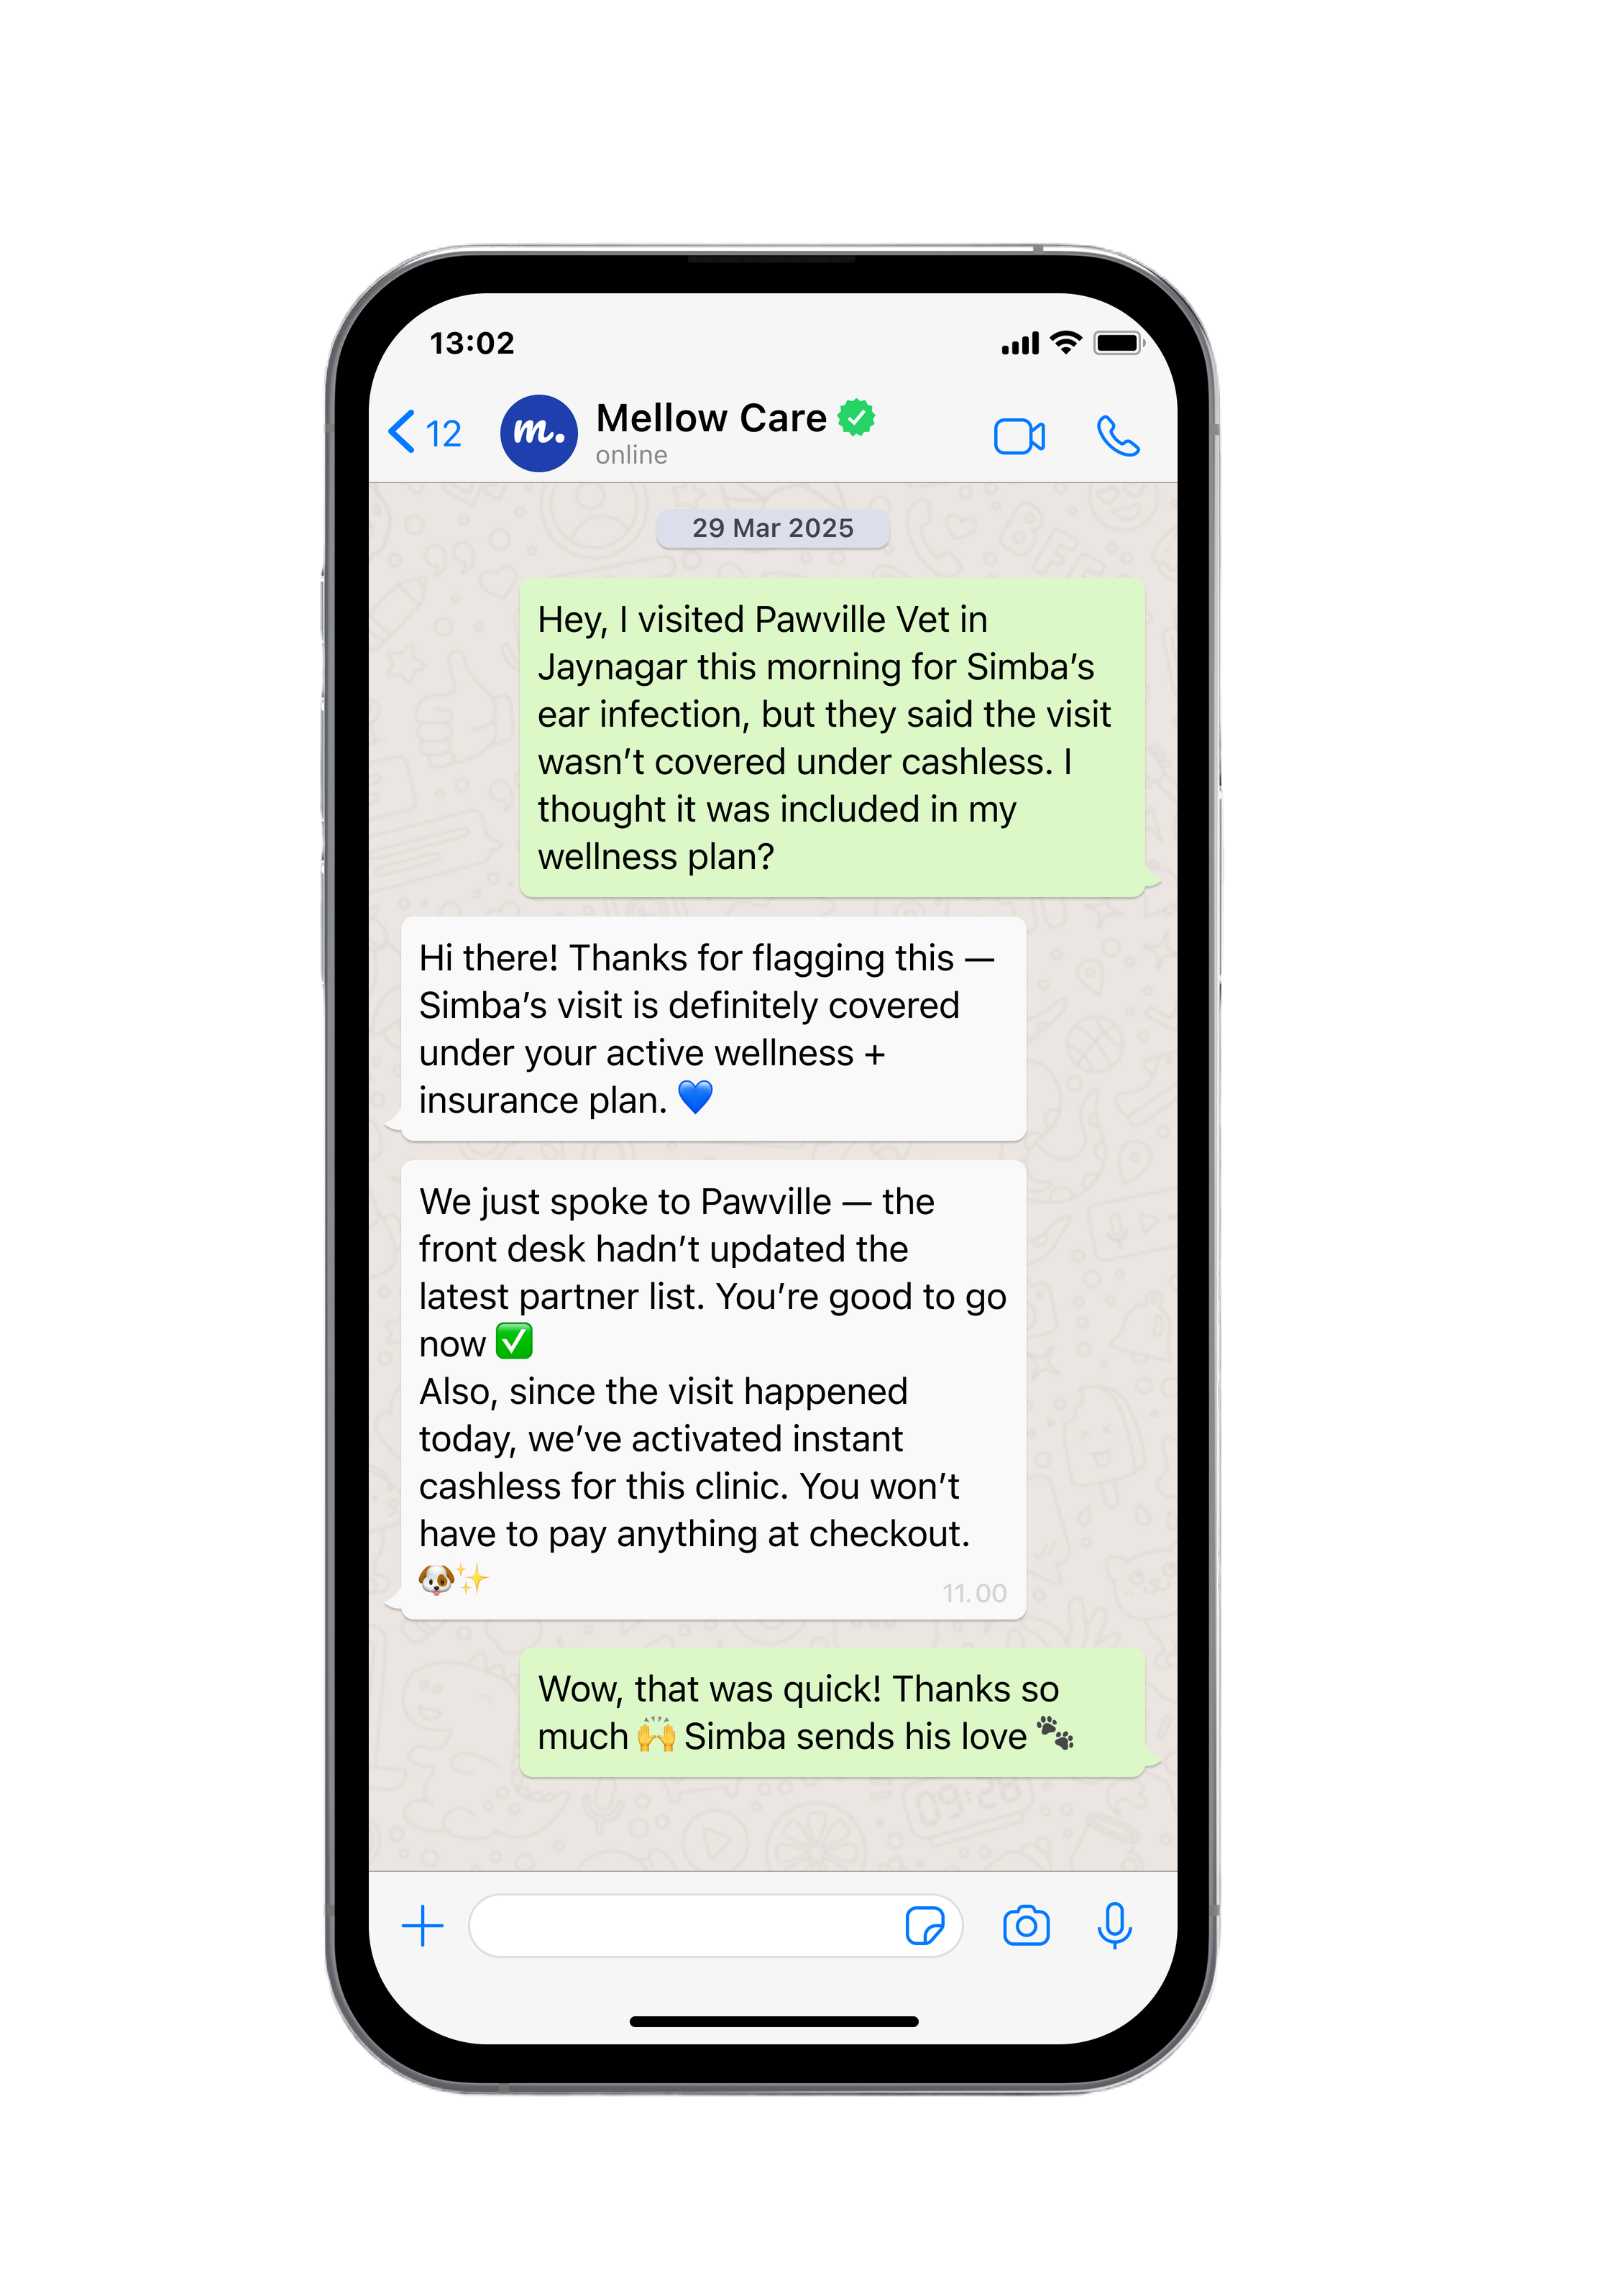 13:02
12
m.
Mellow Care
online
29 Mar 2025
Hey, I visited Pawville Vet in
Jaynagar this morning for Simba’s
ear infection, but they said the visit
wasn’t covered under cashless. I
thought it was included in my
wellness plan?
Hi there! Thanks for flagging this —
Simba’s visit is definitely covered
under your active wellness +
insurance plan. 💙
We just spoke to Pawville — the
front desk hadn’t updated the
latest partner list. You’re good to go
now ✅
Also, since the visit happened
today, we’ve activated instant
cashless for this clinic. You won’t
have to pay anything at checkout.
🐶✨
11.00
Wow, that was quick! Thanks so
much 🙌 Simba sends his love 🐾
09:28